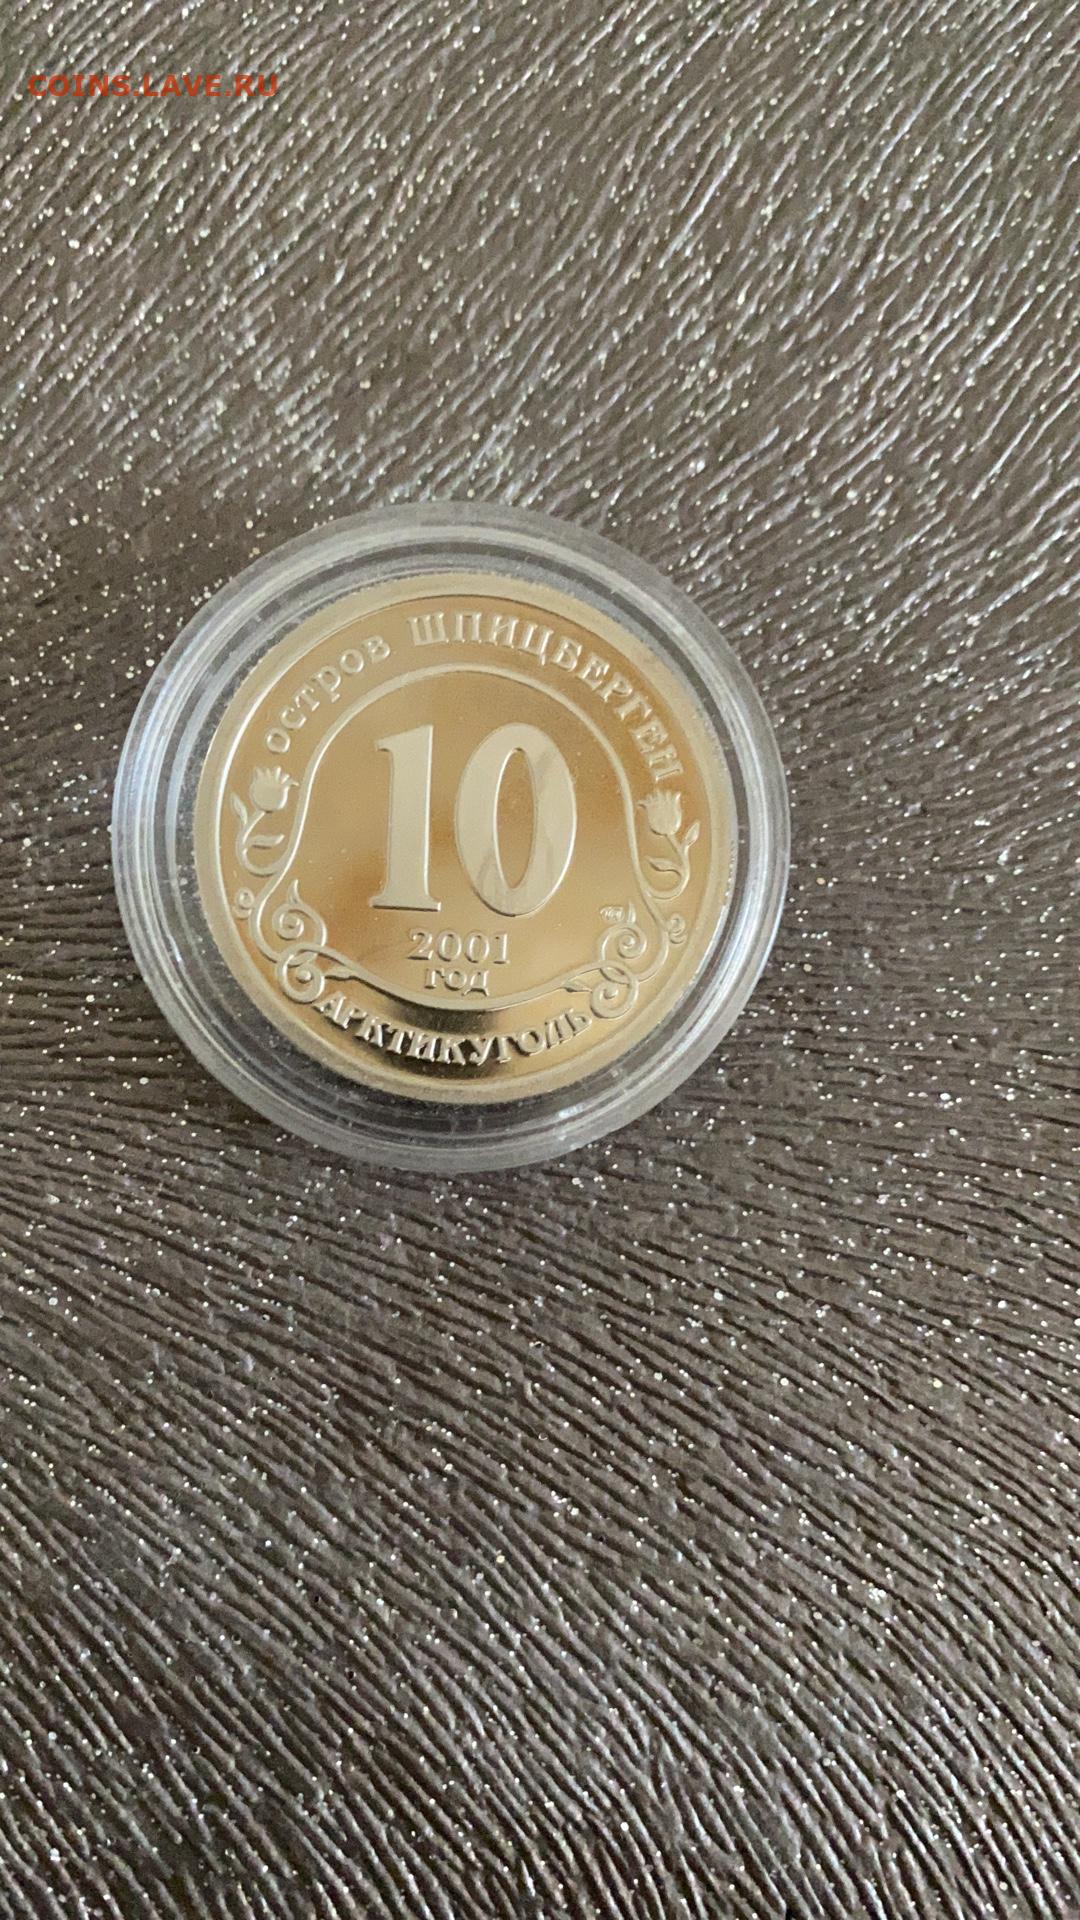 COINS.LAVE.RU
ОСТРОВ ШПИЦБЕРГЕН
10
2001
ГОД
АРКТИКУГОЛЬ